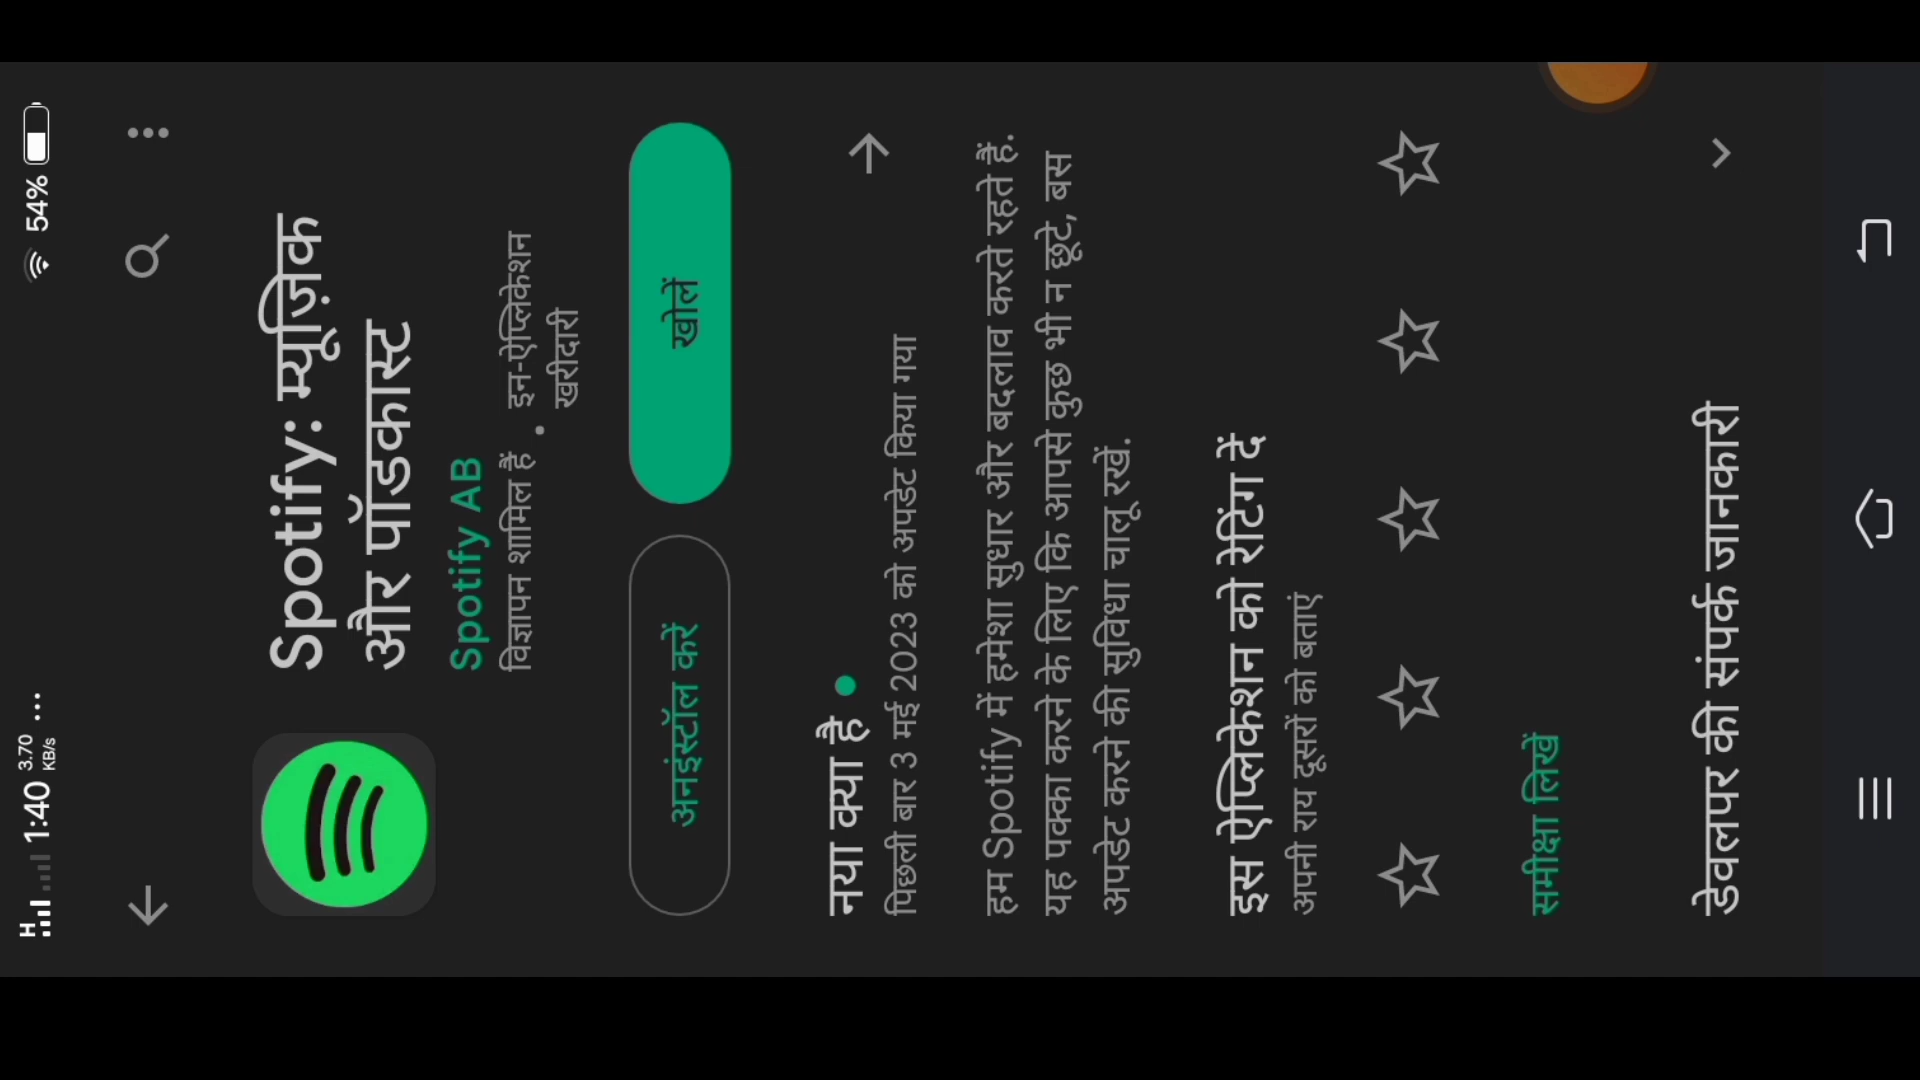 H 1:40 3.70 KB/s ... 54%
Spotify: म्यूज़िक
और पॉडकास्ट
Spotify AB
विज्ञापन शामिल हैं • इन-ऐप्लिकेशन
खरीदारी
अनइंस्टॉल करें
खोलें
नया क्या है •
पिछली बार 3 मई 2023 को अपडेट किया गया
हम Spotify में हमेशा सुधार और बदलाव करते रहते हैं.
यह पक्का करने के लिए कि आपसे कुछ भी न छूटे, बस
अपडेट करने की सुविधा चालू रखें.
इस ऐप्लिकेशन को रेटिंग दें
अपनी राय दूसरों को बताएं
समीक्षा लिखें
डेवलपर की संपर्क जानकारी